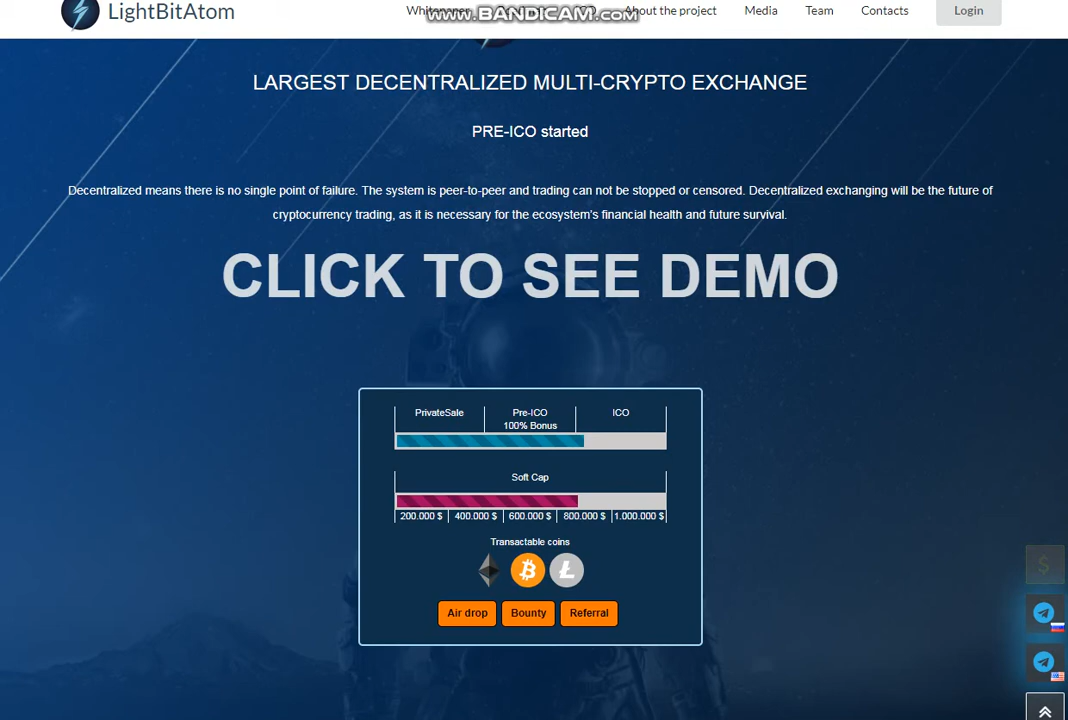 LightBitAtom
www.BANDICAM.com
About the project
Media
Team
Contacts
Login
LARGEST DECENTRALIZED MULTI-CRYPTO EXCHANGE
PRE-ICO started
Decentralized means there is no single point of failure. The system is peer-to-peer and trading can not be stopped or censored. Decentralized exchanging will be the future of
cryptocurrency trading, as it is necessary for the ecosystem's financial health and future survival.
CLICK TO SEE DEMO
PrivateSale
Pre-ICO
ICO
100% Bonus
Soft Cap
200.000 $
400.000 $
600.000 $
800.000 $
1.000.000 $
Transactable coins
Air drop
Bounty
Referral